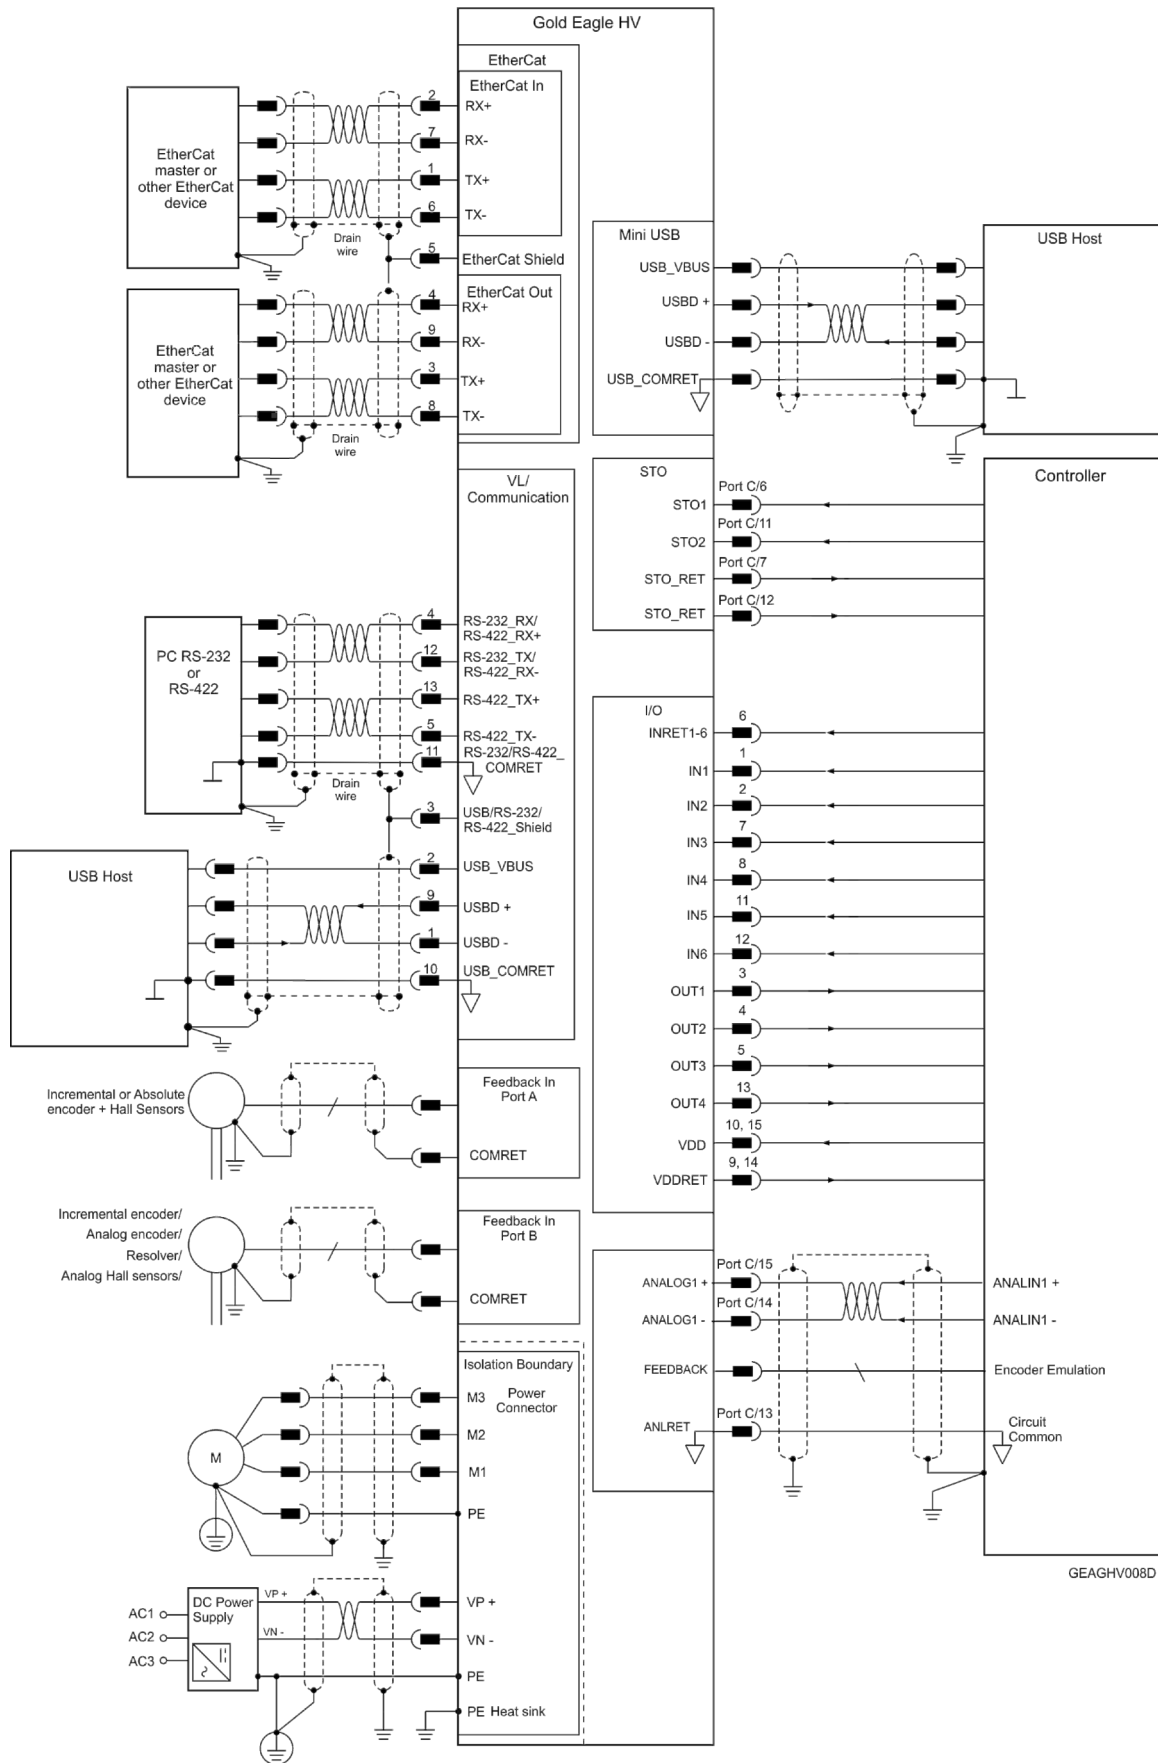 Gold Eagle HV
EtherCat
EtherCat In
EtherCat
master or
other EtherCat
device
2
RX+
7
RX-
1
TX+
6
TX-
Drain
wire
5
EtherCat Shield
EtherCat Out
EtherCat
master or
other EtherCat
device
4
RX+
9
RX-
3
TX+
8
TX-
Drain
wire
VL/
Communication
PC RS-232
or
RS-422
4
RS-232_RX/
RS-422_RX+
12
RS-232_TX/
RS-422_RX-
13
RS-422_TX+
5
RS-422_TX-
11
RS-232/RS-422_
COMRET
Drain
wire
3
USB/RS-232/
RS-422_Shield
USB Host
2
USB_VBUS
9
USBD +
1
USBD -
10
USB_COMRET
Incremental or Absolute
encoder + Hall Sensors
Feedback In
Port A
COMRET
Incremental encoder/
Analog encoder/
Resolver/
Analog Hall sensors/
Feedback In
Port B
COMRET
Isolation Boundary
Power
Connector
M
M3
M2
M1
PE
AC1
AC2
AC3
DC Power
Supply
VP +
VN -
VP +
VN -
PE
PE Heat sink
Mini USB
USB_VBUS
USBD +
USBD -
USB_COMRET
USB Host
STO
Port C/6
STO1
Port C/11
STO2
Port C/7
STO_RET
Port C/12
STO_RET
Controller
I/O
6
INRET1-6
1
IN1
2
IN2
7
IN3
8
IN4
11
IN5
12
IN6
3
OUT1
4
OUT2
5
OUT3
13
OUT4
10, 15
VDD
9, 14
VDDRET
Port C/15
ANALOG1 +
ANALIN1 +
Port C/14
ANALOG1 -
ANALIN1 -
FEEDBACK
Encoder Emulation
Port C/13
ANLRET
Circuit
Common
GEAGHV008D